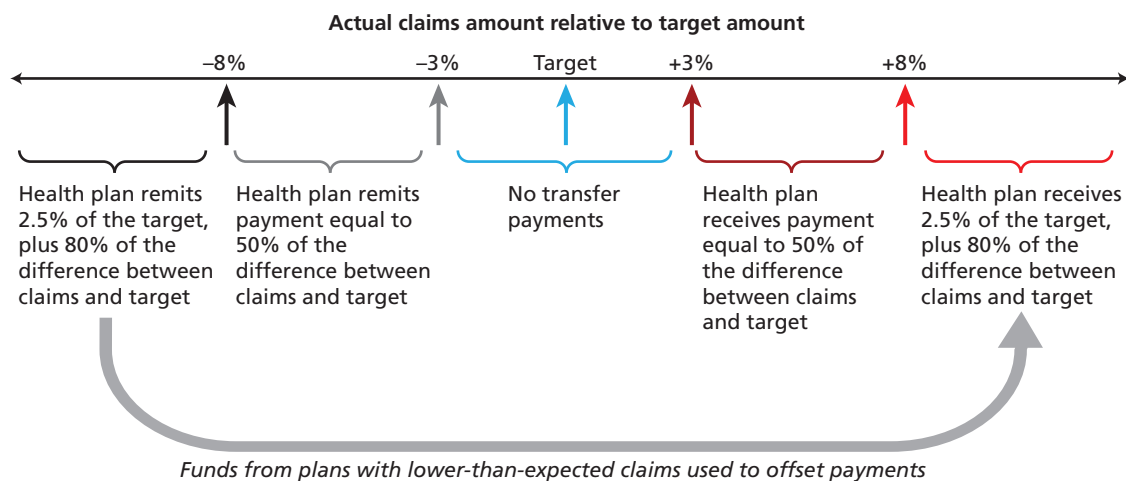 Actual claims amount relative to target amount
–8% –3% Target +3% +8%
Health plan remits
2.5% of the target,
plus 80% of the
difference between
claims and target
Health plan remits
payment equal to
50% of the
difference between
claims and target
No transfer
payments
Health plan
receives payment
equal to 50% of
the difference
between claims
and target
Health plan receives
2.5% of the target,
plus 80% of the
difference between
claims and target
Funds from plans with lower-than-expected claims used to offset payments